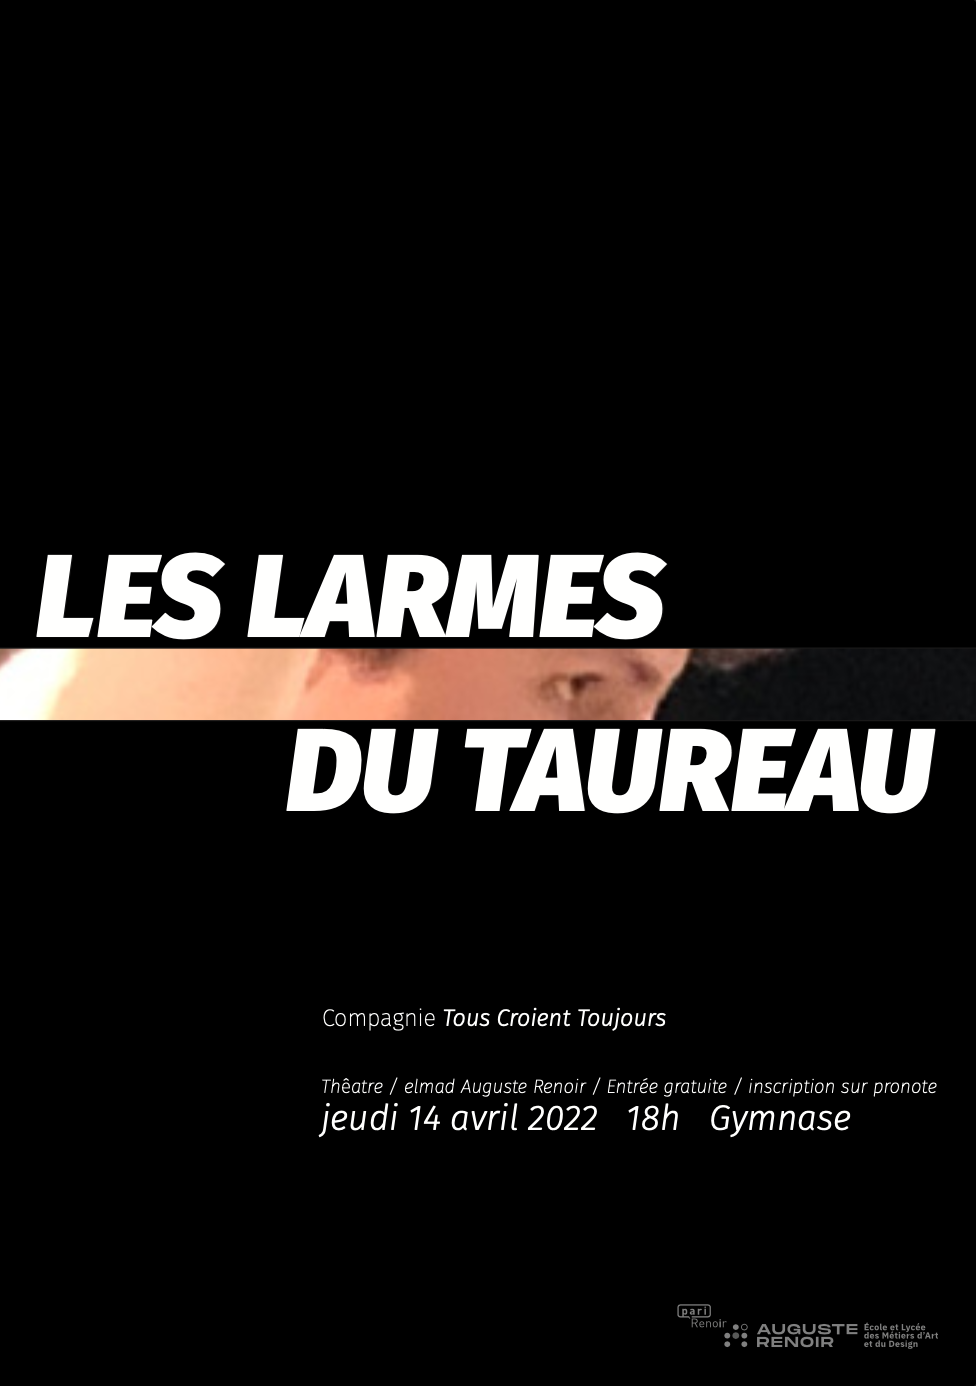 LES LARMES
DU TAUREAU
Compagnie Tous Croient Toujours
Thêatre / elmad Auguste Renoir / Entrée gratuite / inscription sur pronote
jeudi 14 avril 2022 18h Gymnase
pari
Renoir
AUGUSTE
RENOIR
École et Lycée
des Métiers d'Art
et du Design